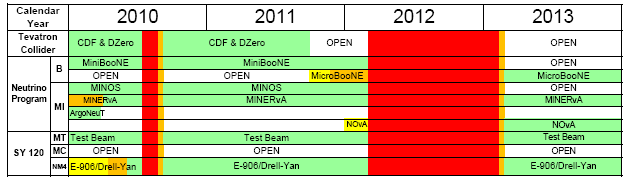 Calendar Year 2010 2011 2012 2013
Tevatron Collider CDF & DZero CDF & DZero OPEN OPEN
Neutrino Program B MiniBooNE MiniBooNE OPEN OPEN
OPEN OPEN MicroBooNE MicroBooNE
MI MINOS MINOS OPEN OPEN
MINERvA MINERvA MINERvA
ArgoNeuT
NOvA NOvA
SY 120 MT Test Beam Test Beam Test Beam
MC OPEN OPEN OPEN
NM4 E-906/Drell-Yan E-906/Drell-Yan E-906/Drell-Yan